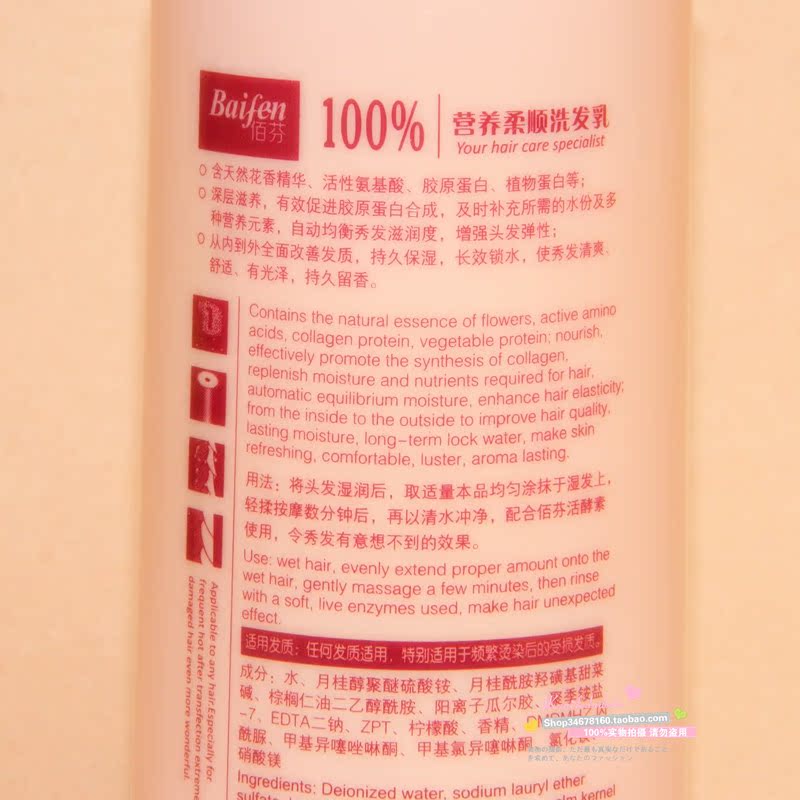 Baifen
佰芬
100%
营养柔顺洗发乳
Your hair care specialist
含天然花香精华、活性氨基酸、胶原蛋白、植物蛋白等；
深层滋养，有效促进胶原蛋白合成，及时补充所需的水份及多
种营养元素，自动均衡秀发滋润度，增强头发弹性；
从内到外全面改善发质，持久保湿，长效锁水，使秀发清爽、
舒适、有光泽，持久留香。
Contains the natural essence of flowers, active amino
acids, collagen protein, vegetable protein; nourish,
effectively promote the synthesis of collagen,
replenish moisture and nutrients required for hair,
automatic equilibrium moisture, enhance hair elasticity;
from the inside to the outside to improve hair quality,
lasting moisture, long-term lock water, make skin
refreshing, comfortable, luster, aroma lasting.
用法：将头发湿润后，取适量本品均匀涂抹于湿发上，
轻揉按摩数分钟后，再以清水冲净，配合佰芬活酵素
使用，令秀发有意想不到的效果。
Use: wet hair, evenly extend proper amount onto the
wet hair, gently massage a few minutes, then rinse
with a soft, live enzymes used, make hair unexpected
effect.
Applicable to any hair.Especially for
frequent hot after transfection extreme
damaged hair even more wonderful.
适用发质：任何发质适用，特别适用于频繁烫染后的受损发质。
成分：水、月桂醇聚醚硫酸铵、月桂酰胺羟磺基甜菜
碱、棕榈仁油二乙醇酰胺、阳离子瓜尔胶、聚季铵盐
-7、EDTA二钠、ZPT、柠檬酸、香精、DMDMHZ内
酰脲、甲基异噻唑啉酮、甲基氯异噻唑啉酮、氯化
硝酸镁
Shop34678160.taobao.com
100%实物拍摄 请勿盗用
Ingredients: Deionized water, sodium lauryl ether
kernel